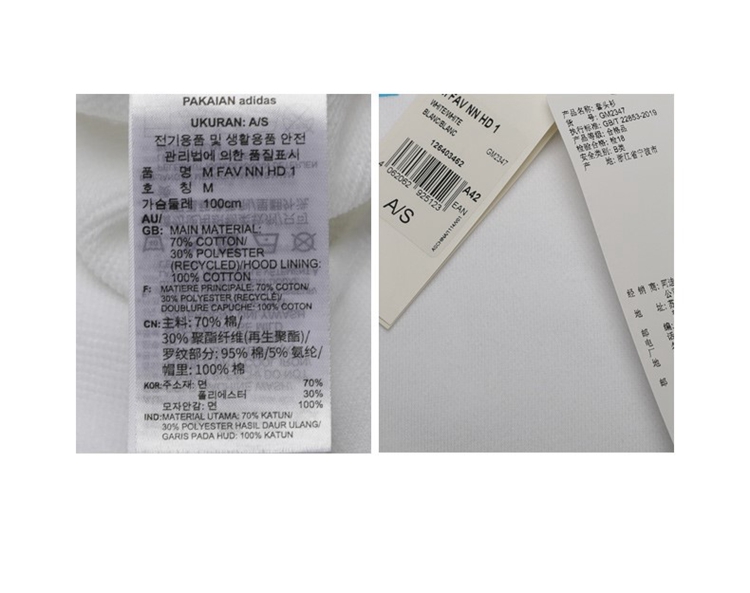 PAKAIAN adidas
UKURAN: A/S
전기용품 및 생활용품 안전
관리법에 의한 품질표시
품 명 M FAV NN HD 1
호 칭 M
가슴둘레 100cm
AU/
GB: MAIN MATERIAL:
70% COTTON/
30% POLYESTER
(RECYCLED)/HOOD LINING:
100% COTTON
F: MATIERE PRINCIPALE: 70% COTON/
30% POLYESTER (RECYCLE)/
DOUBLURE CAPUCHE: 100% COTON
CN: 主料: 70% 棉/
30% 聚酯纤维(再生聚酯)/
罗纹部分: 95% 棉/5% 氨纶/
帽里: 100% 棉
KOR: 주소재: 면 70%
폴리에스터 30%
모자안감: 면 100%
IND: MATERIAL UTAMA: 70% KATUN/
30% POLYESTER HASIL DAUR ULANG/
GARIS PADA HUD: 100% KATUN
M FAV NN HD 1
WHITE/WHITE
BLANC/BLANC
GM2347
126403462
4 062062 925123
EAN
A42
A/S
产品名称: 套头衫
货 号: GM2347
执行标准: GB/T 22853-2019
产品等级: 合格品
检验合格: 检18
安全类别: B类
产 地: 浙江省宁波市
经 销 商:
地 址:
邮 编:
电
厂
地
邮